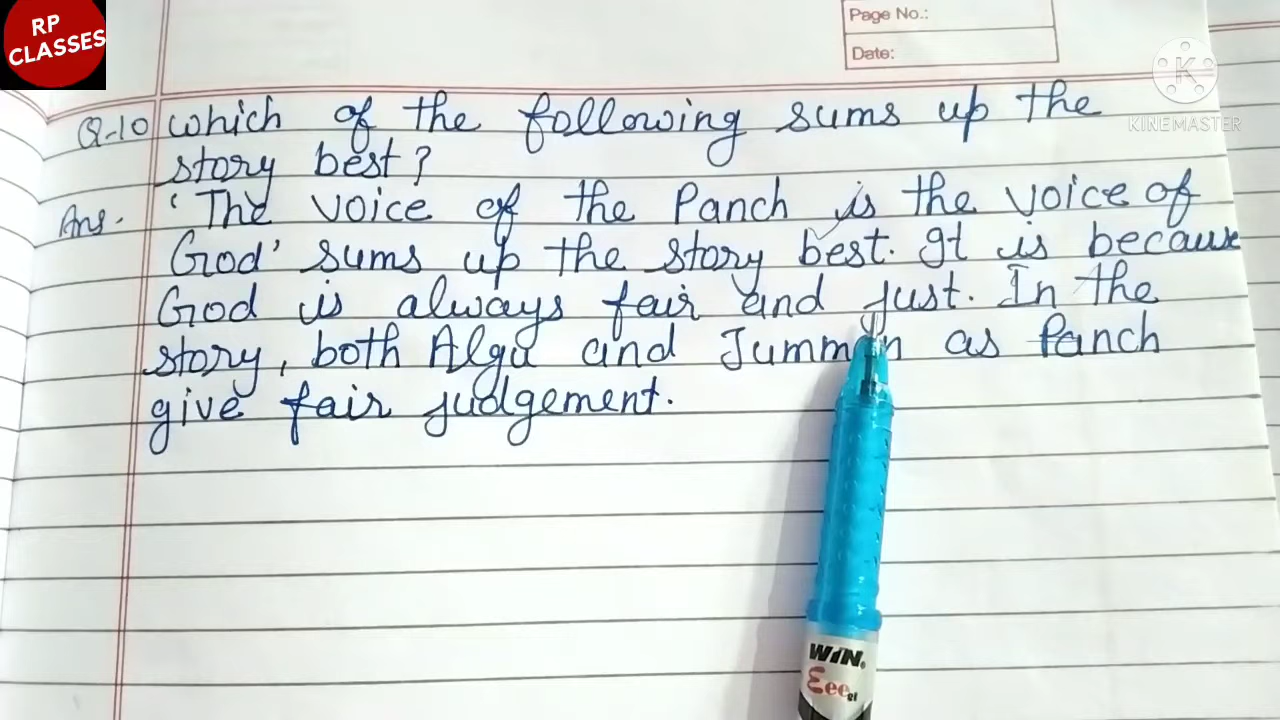 RP
CLASSES
Page No.:
Date:
KINEMASTER
Q-10 which of the following sums up the
story best?
Ans. 'The voice of the Panch is the voice of
God' sums up the story best. It is because
God is always fair and just. In the
story, both Algu and Jumman as Panch
give fair judgement.
WIN
Eeegl